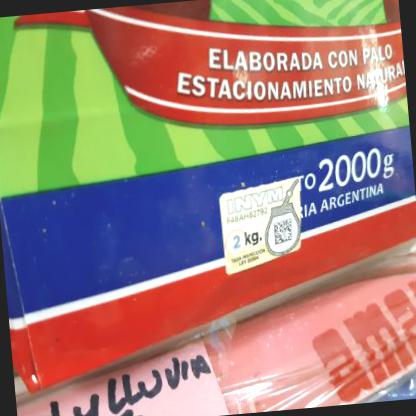 ELABORADA CON PALO
ESTACIONAMIENTO NATURAL
TO 2000g
RIA ARGENTINA
INYM
2 kg.
LLUVIA